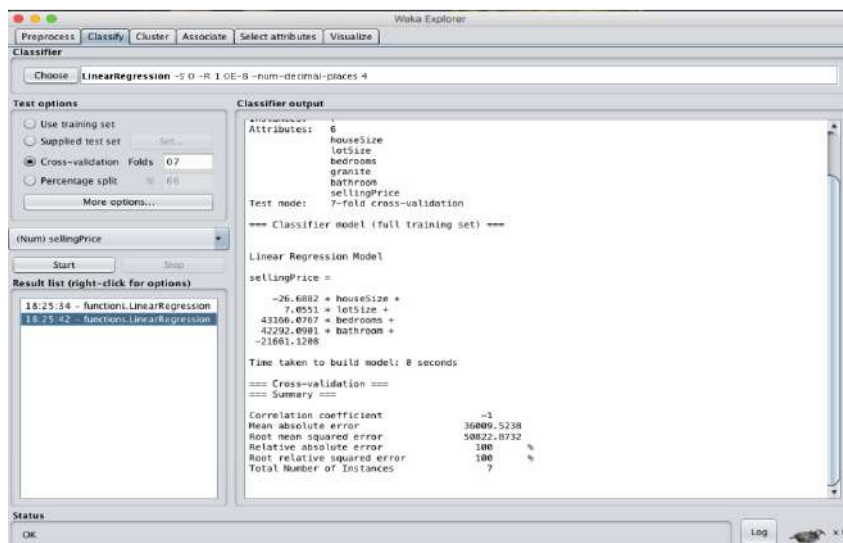 Weka Explorer
Preprocess Classify Cluster Associate Select attributes Visualize
Classifier
Choose LinearRegression -S 0 -R 1.0E-8 -num-decimal-places 4
Test options
Use training set
Supplied test set Set...
Cross-validation Folds 07
Percentage split % 66
More options...
(Num) sellingPrice
Start Stop
Result list (right-click for options)
18:25:34 - functions.LinearRegression
18:25:42 - functions.LinearRegression
Classifier output
Attributes: 6
houseSize
lotSize
bedrooms
granite
bathroom
sellingPrice
Test mode: 7-fold cross-validation
=== Classifier model (full training set) ===
Linear Regression Model
sellingPrice =
-26.6882 * houseSize +
7.0551 * lotSize +
43166.0767 * bedrooms +
42292.0901 * bathroom +
-21661.1208
Time taken to build model: 0 seconds
=== Cross-validation ===
=== Summary ===
Correlation coefficient -1
Mean absolute error 36009.5238
Root mean squared error 50822.8732
Relative absolute error 100 %
Root relative squared error 100 %
Total Number of Instances 7
Status
OK
Log